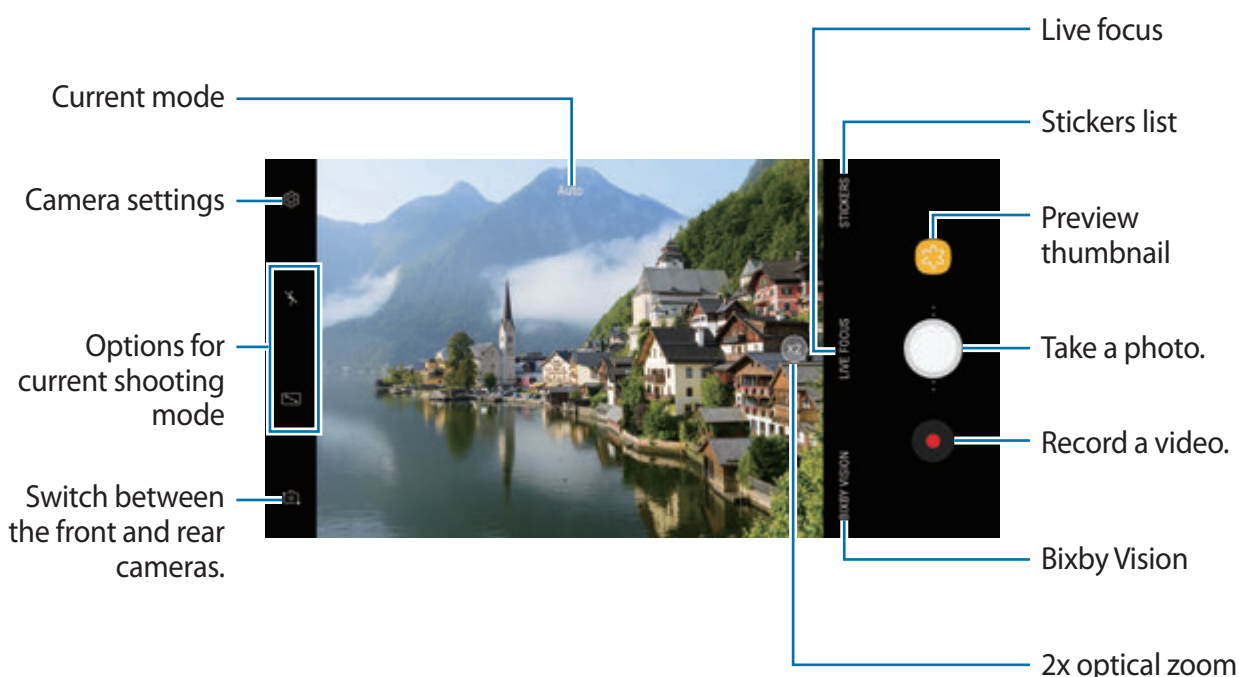 Live focus
Current mode
Stickers list
Camera settings
Auto
STICKERS
Preview
thumbnail
Options for
current shooting
mode
x2
LIVE FOCUS
Take a photo.
Record a video.
Switch between
the front and rear
cameras.
BIXBY VISION
Bixby Vision
2x optical zoom